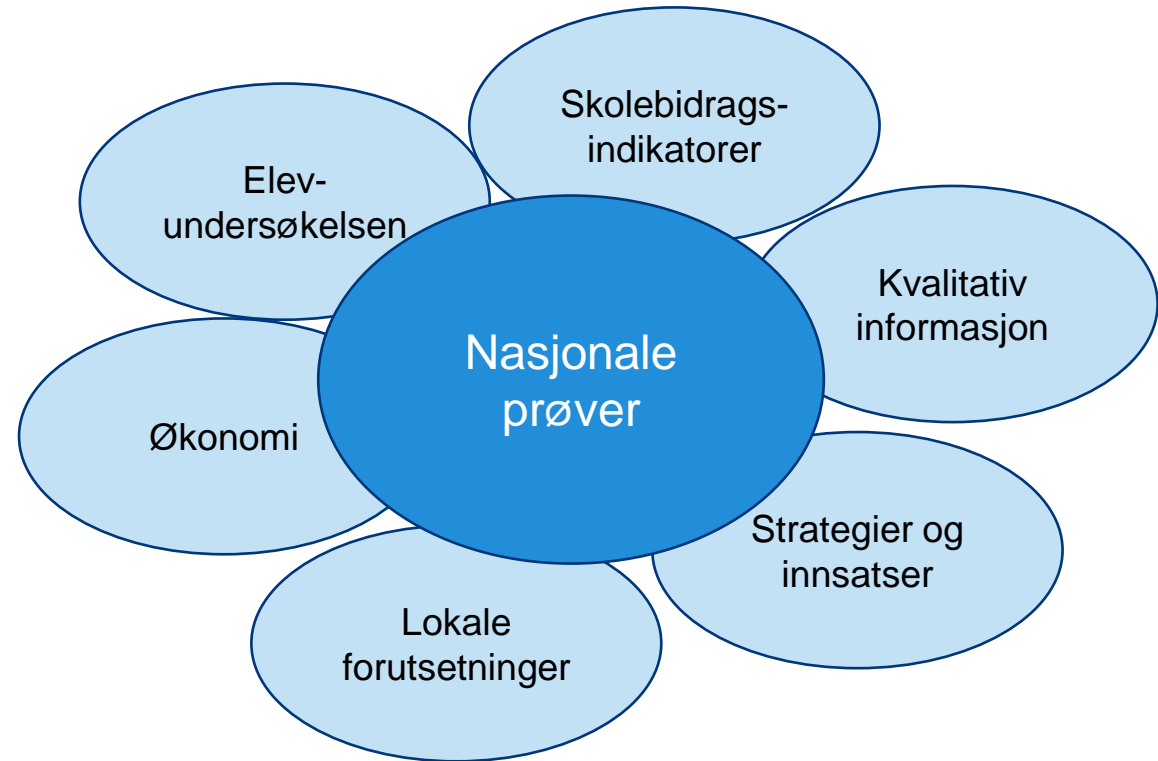 Skolebidrags-
indikatorer
Elev-
undersøkelsen
Kvalitativ
informasjon
Nasjonale
prøver
Økonomi
Strategier og
innsatser
Lokale
forutsetninger